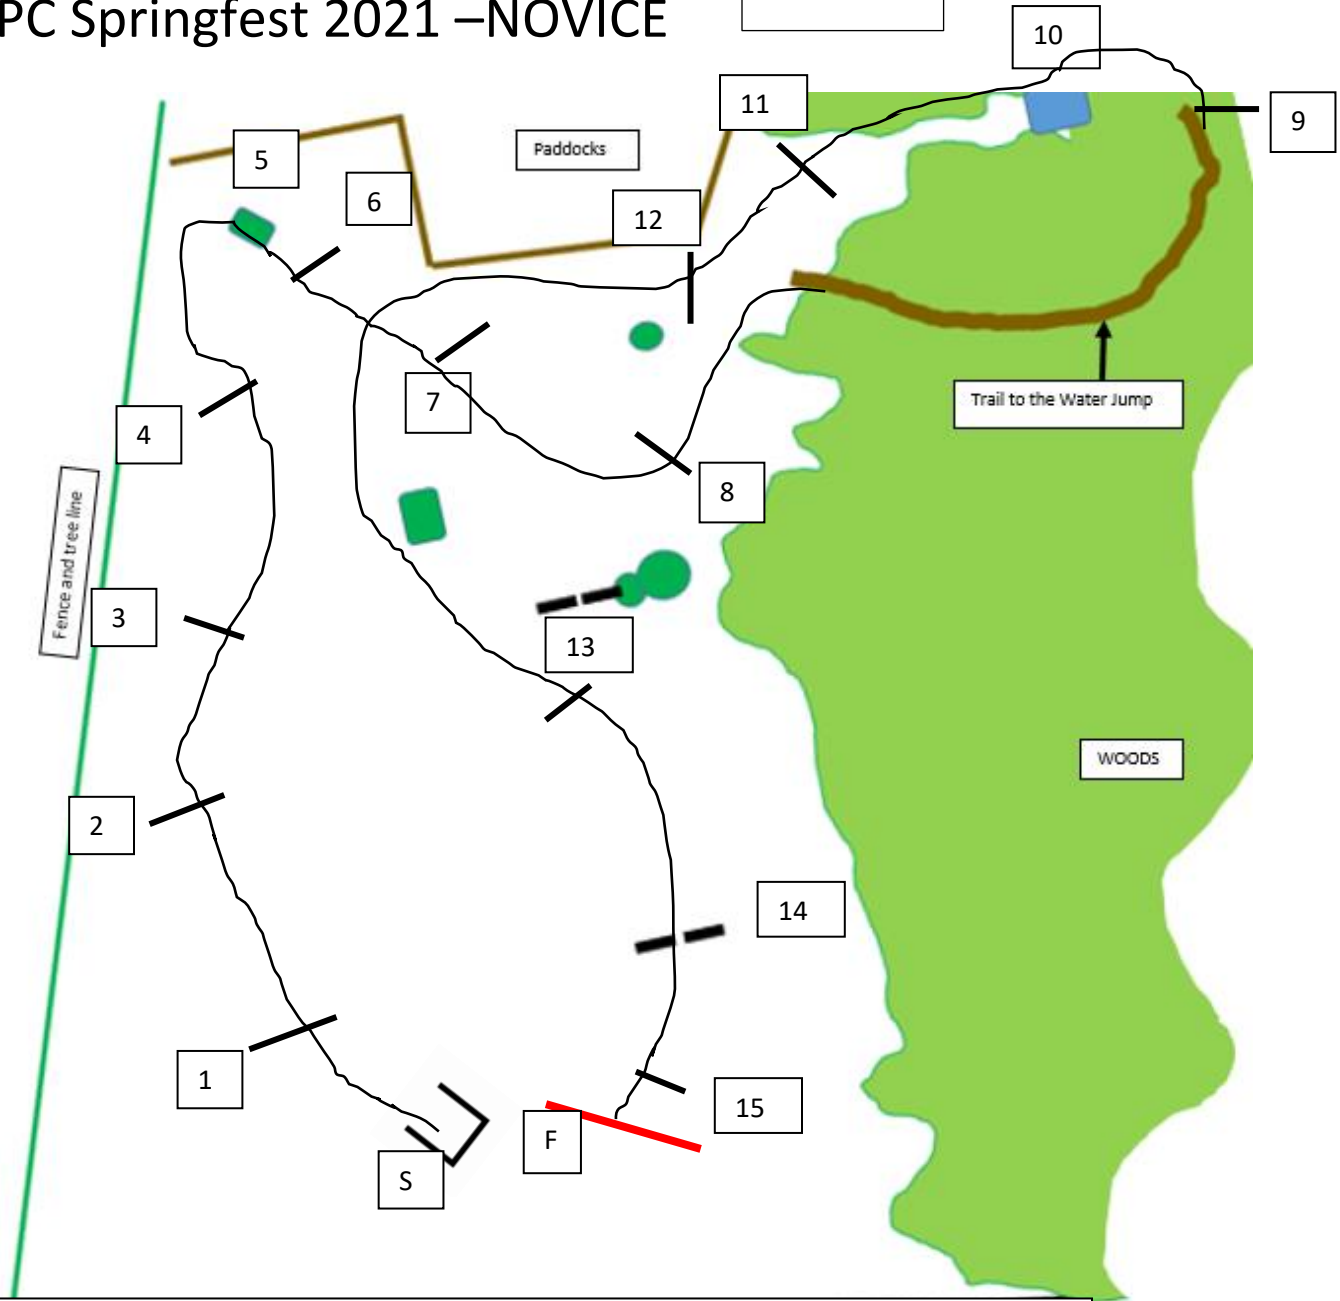 PC Springfest 2021 –NOVICE
10
11
9
5
Paddocks
6
12
Trail to the Water Jump
7
4
8
Fence and tree line
3
13
WOODS
2
14
1
15
F
S